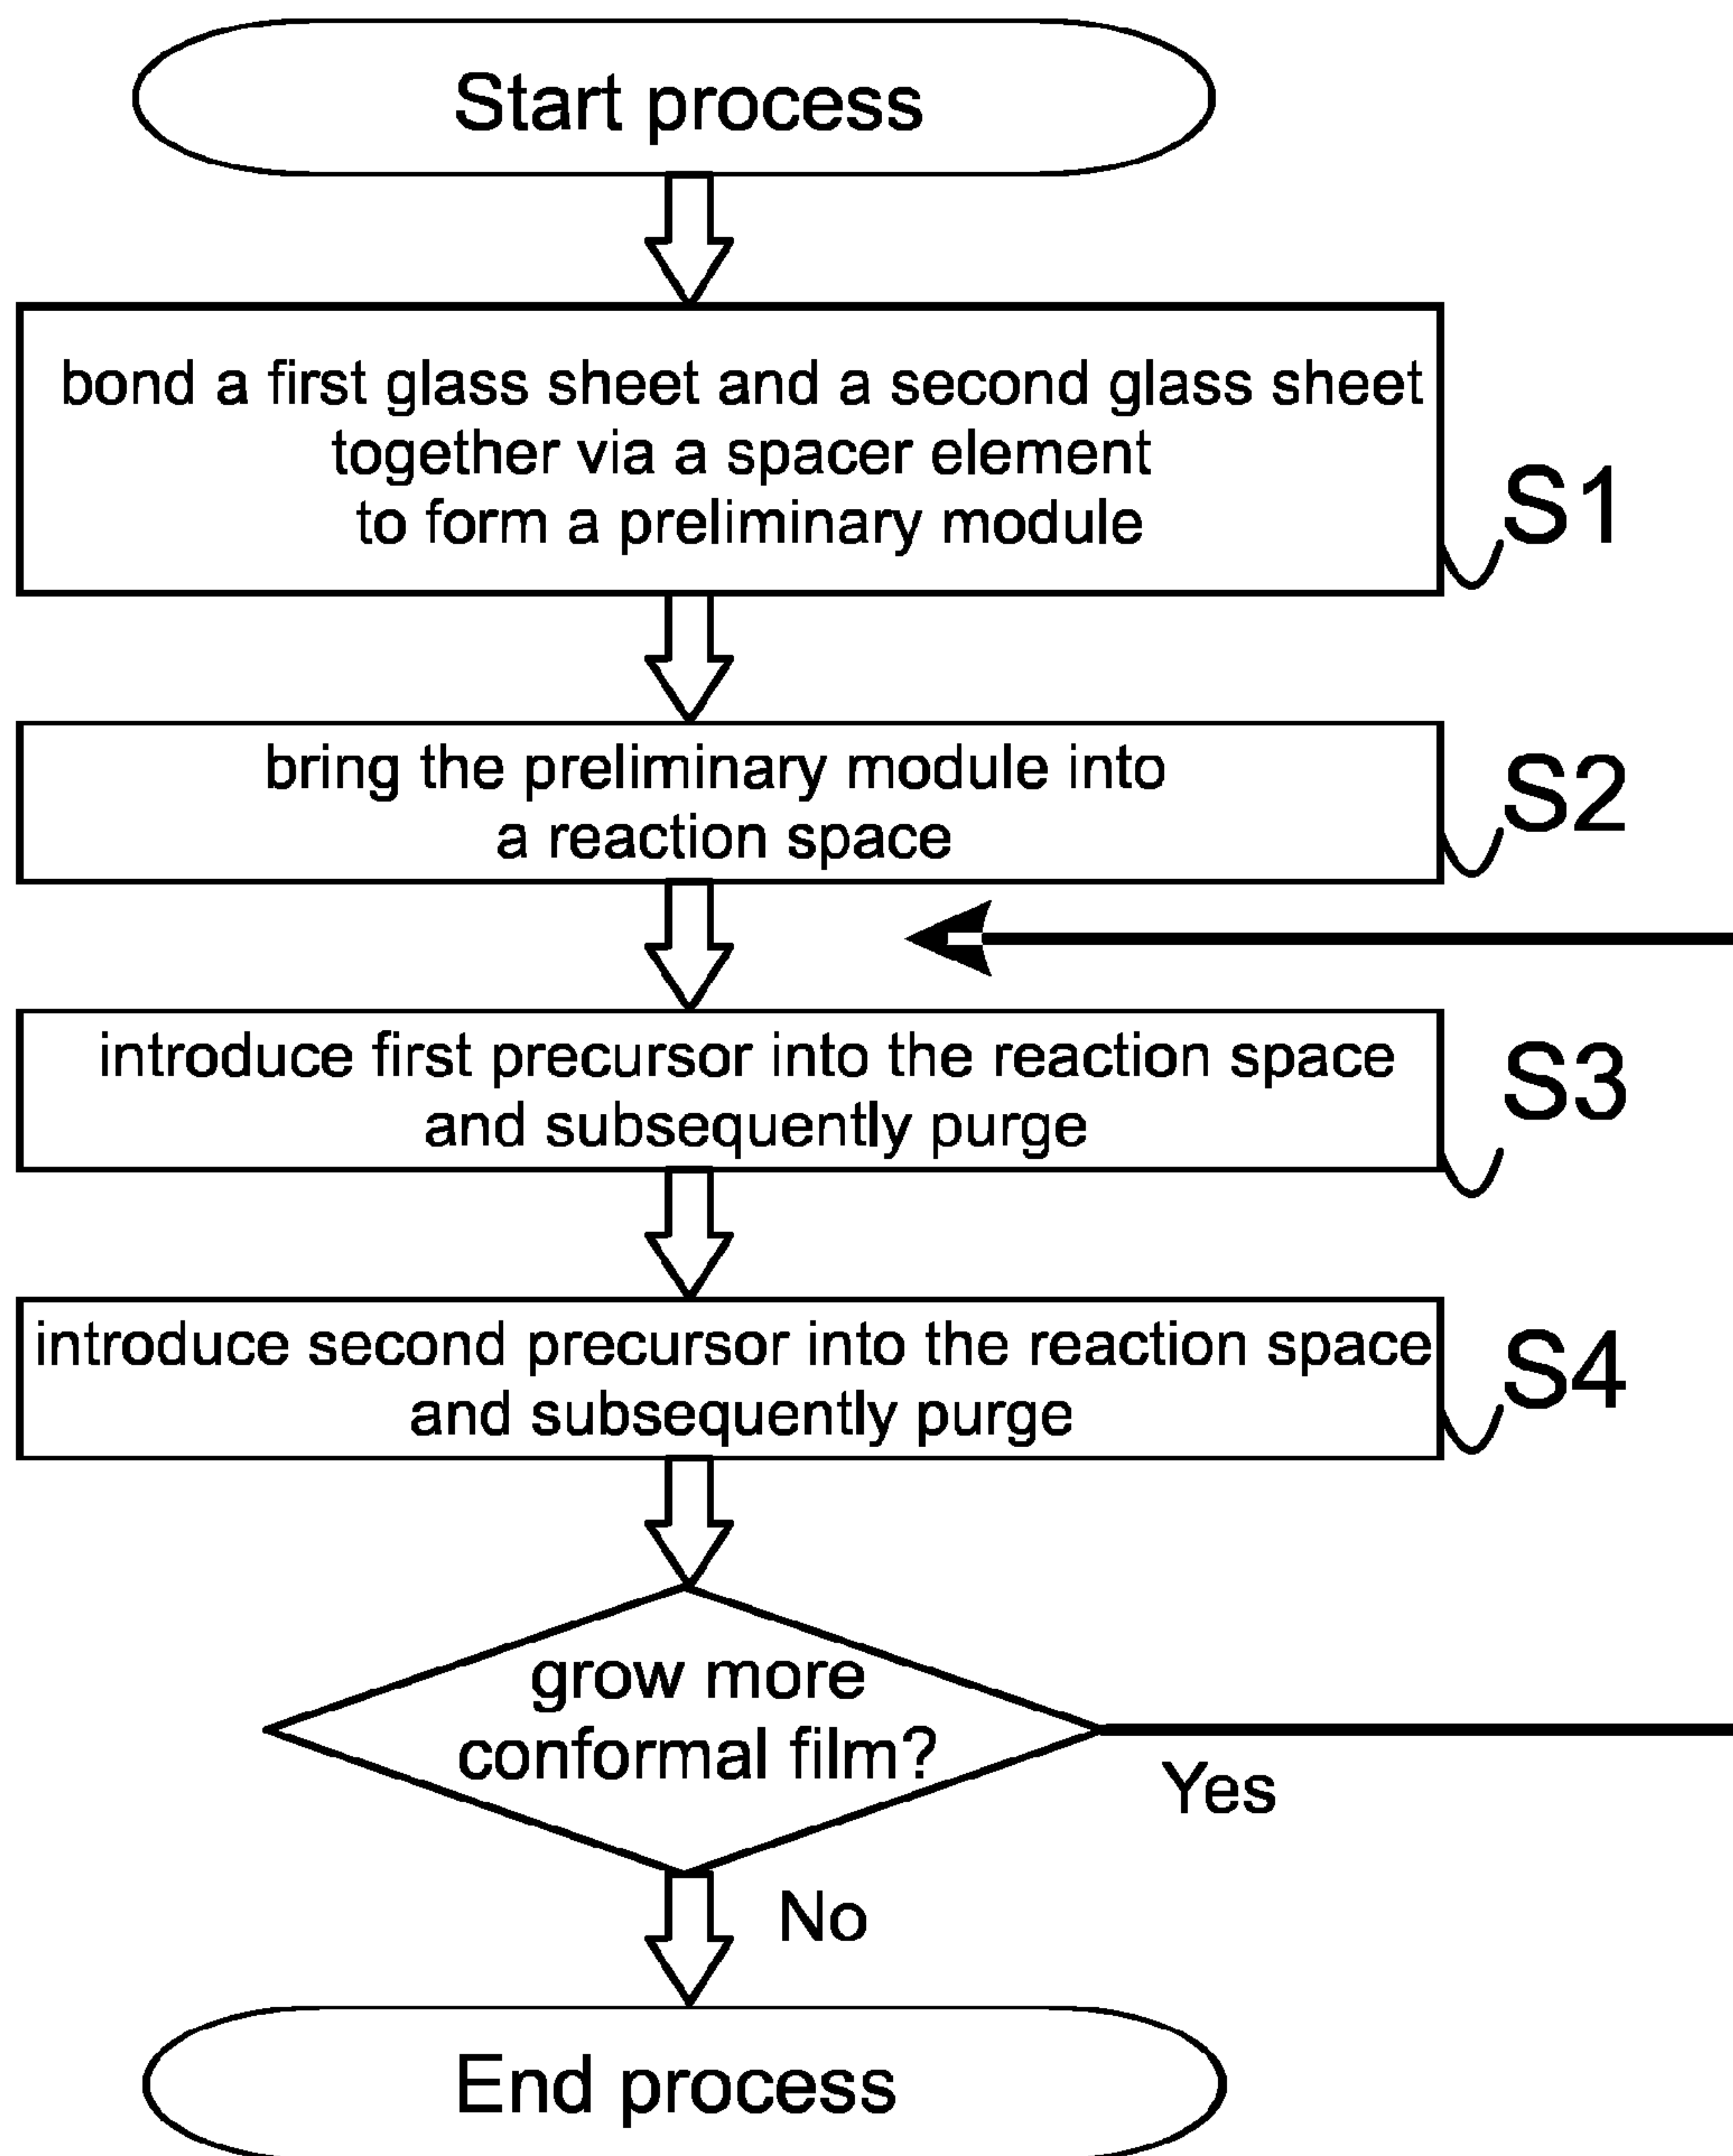 Start process
bond a first glass sheet and a second glass sheet
together via a spacer element
to form a preliminary module
S1
bring the preliminary module into
a reaction space
S2
introduce first precursor into the reaction space
and subsequently purge
S3
introduce second precursor into the reaction space
and subsequently purge
S4
grow more
conformal film?
Yes
No
End process